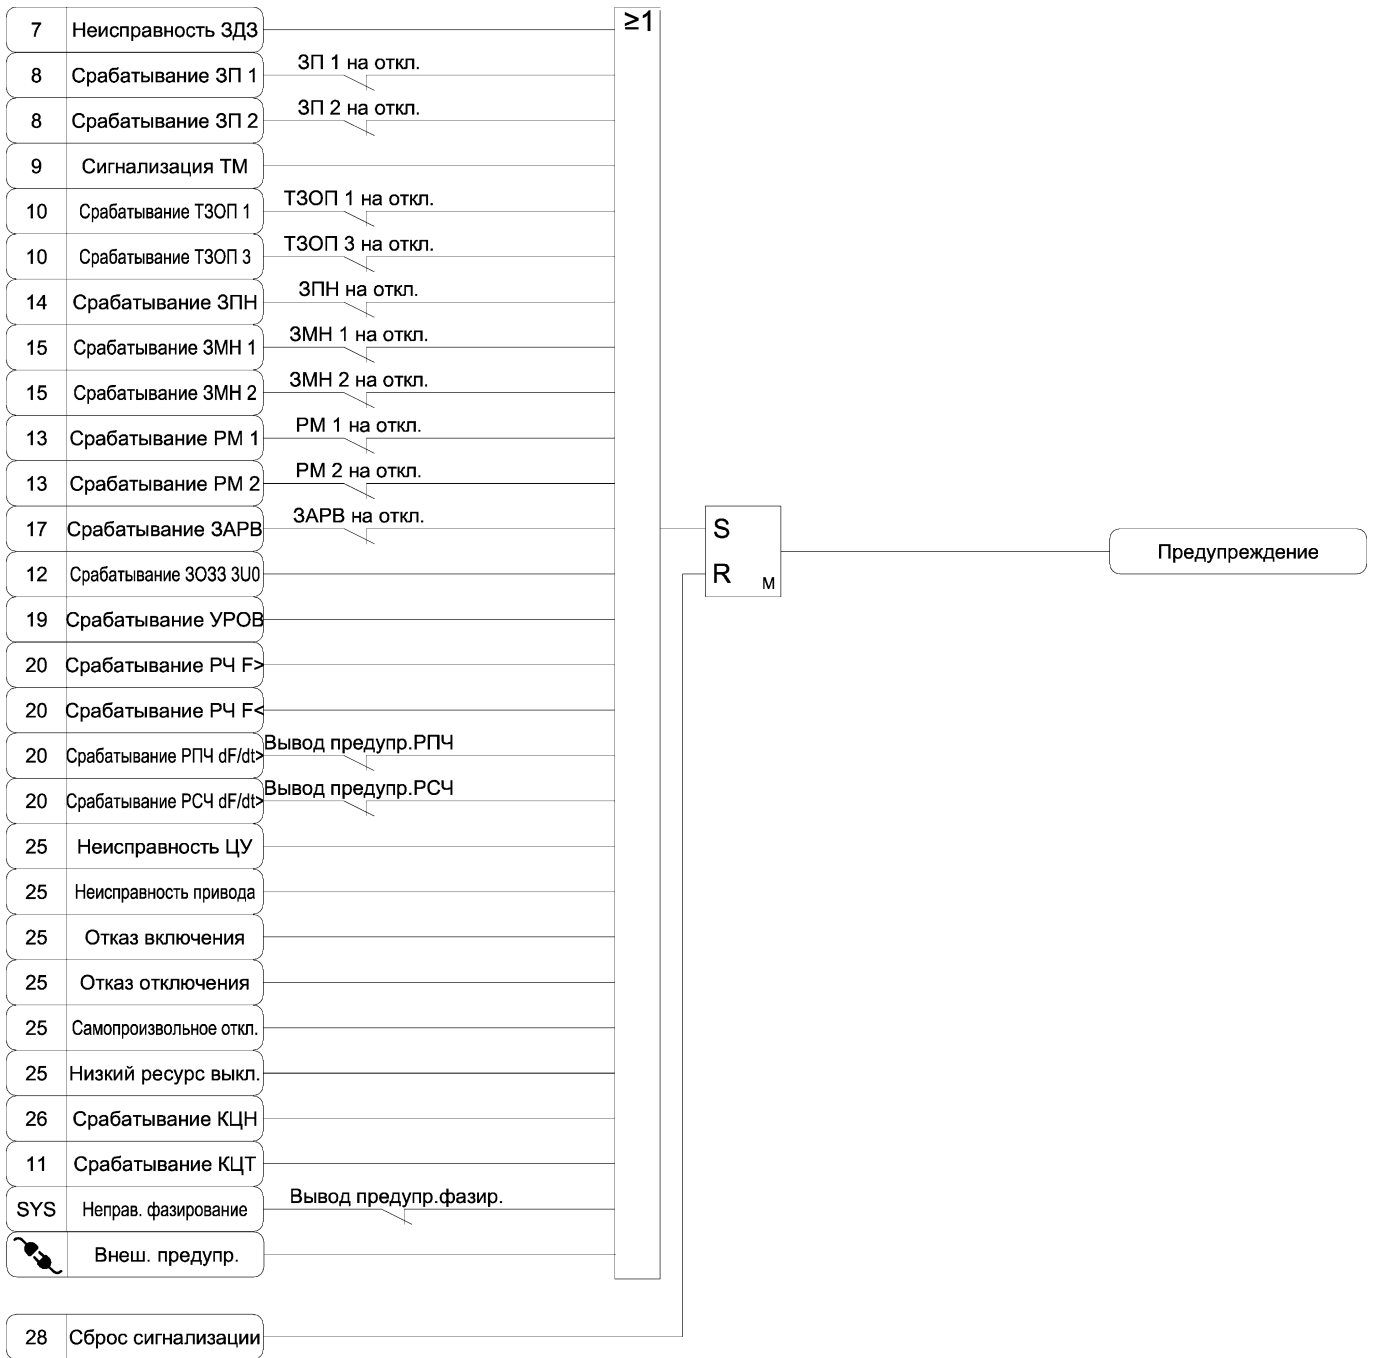 7 Неисправность ЗДЗ
≥1
8 Срабатывание ЗП 1 ЗП 1 на откл.
8 Срабатывание ЗП 2 ЗП 2 на откл.
9 Сигнализация ТМ
10 Срабатывание ТЗОП 1 ТЗОП 1 на откл.
10 Срабатывание ТЗОП 3 ТЗОП 3 на откл.
14 Срабатывание ЗПН ЗПН на откл.
15 Срабатывание ЗМН 1 ЗМН 1 на откл.
15 Срабатывание ЗМН 2 ЗМН 2 на откл.
13 Срабатывание РМ 1 РМ 1 на откл.
13 Срабатывание РМ 2 РМ 2 на откл.
17 Срабатывание ЗАРВ ЗАРВ на откл.
S
Предупреждение
R
M
12 Срабатывание ЗОЗЗ 3U0
19 Срабатывание УРОВ
20 Срабатывание РЧ F>
20 Срабатывание РЧ F<
20 Срабатывание РПЧ dF/dt> Вывод предупр.РПЧ
20 Срабатывание РСЧ dF/dt> Вывод предупр.РСЧ
25 Неисправность ЦУ
25 Неисправность привода
25 Отказ включения
25 Отказ отключения
25 Самопроизвольное откл.
25 Низкий ресурс выкл.
26 Срабатывание КЦН
11 Срабатывание КЦТ
SYS Неправ. фазирование Вывод предупр.фазир.
Внеш. предупр.
28 Сброс сигнализации